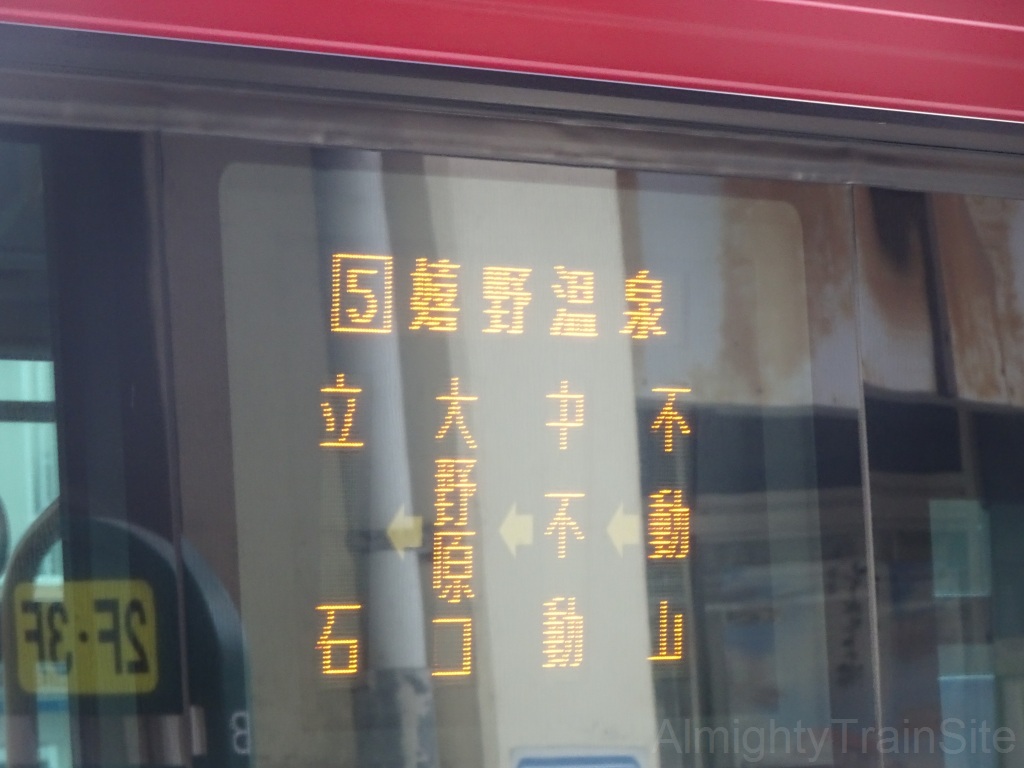 5 嬉野温泉
不動山
←
中不動
←
大野原口
←
立石
2F・3F
AlmightyTrainSite